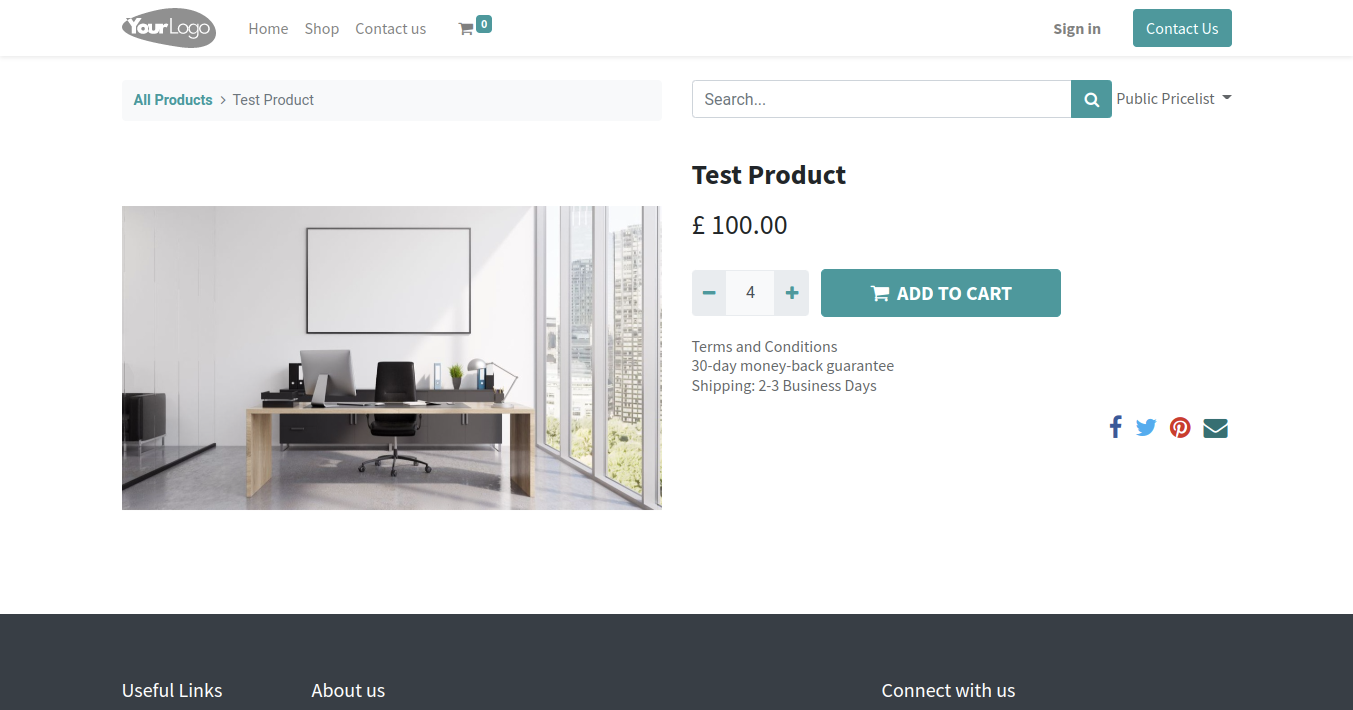 YourLogo
Home Shop Contact us 0 Sign in Contact Us
All Products > Test Product
Search... Public Pricelist
Test Product
£ 100.00
4 ADD TO CART
Terms and Conditions
30-day money-back guarantee
Shipping: 2-3 Business Days
Useful Links About us Connect with us